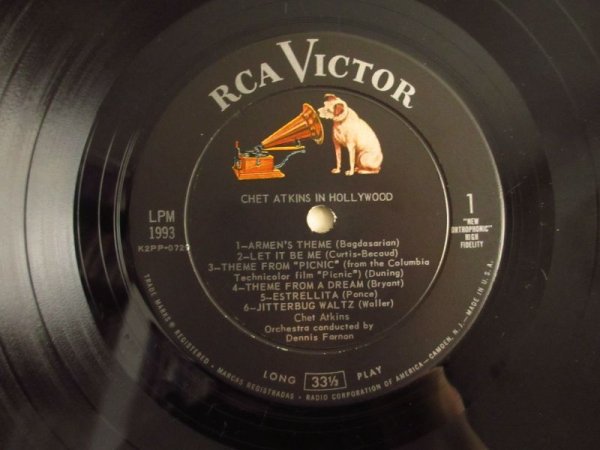 RCA VICTOR
CHET ATKINS IN HOLLYWOOD
LPM
1993
K2PP-0729
1
"NEW
ORTHOPHONIC"
HIGH
FIDELITY
1—ARMEN'S THEME (Bagdasarian)
2—LET IT BE ME (Curtis-Becaud)
3—THEME FROM "PICNIC" (from the Columbia
Technicolor film "Picnic") (Duning)
4—THEME FROM A DREAM (Bryant)
5—ESTRELLITA (Ponce)
6—JITTERBUG WALTZ (Waller)
Chet Atkins
Orchestra conducted by
Dennis Farnon
LONG 33⅓ PLAY
TRADE MARKS ® REGISTERED • MARCAS REGISTRADAS • RADIO CORPORATION OF AMERICA—CAMDEN, N.J.—MADE IN U.S.A.